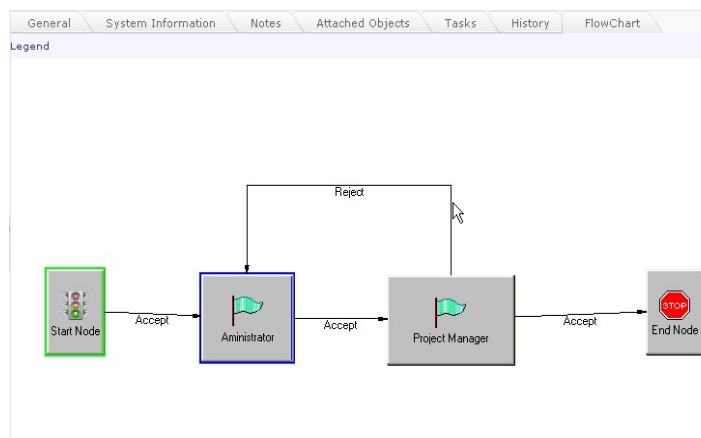 General System Information Notes Attached Objects Tasks History FlowChart
Legend
Reject
Start Node Accept Aministrator Accept Project Manager Accept STOP End Node